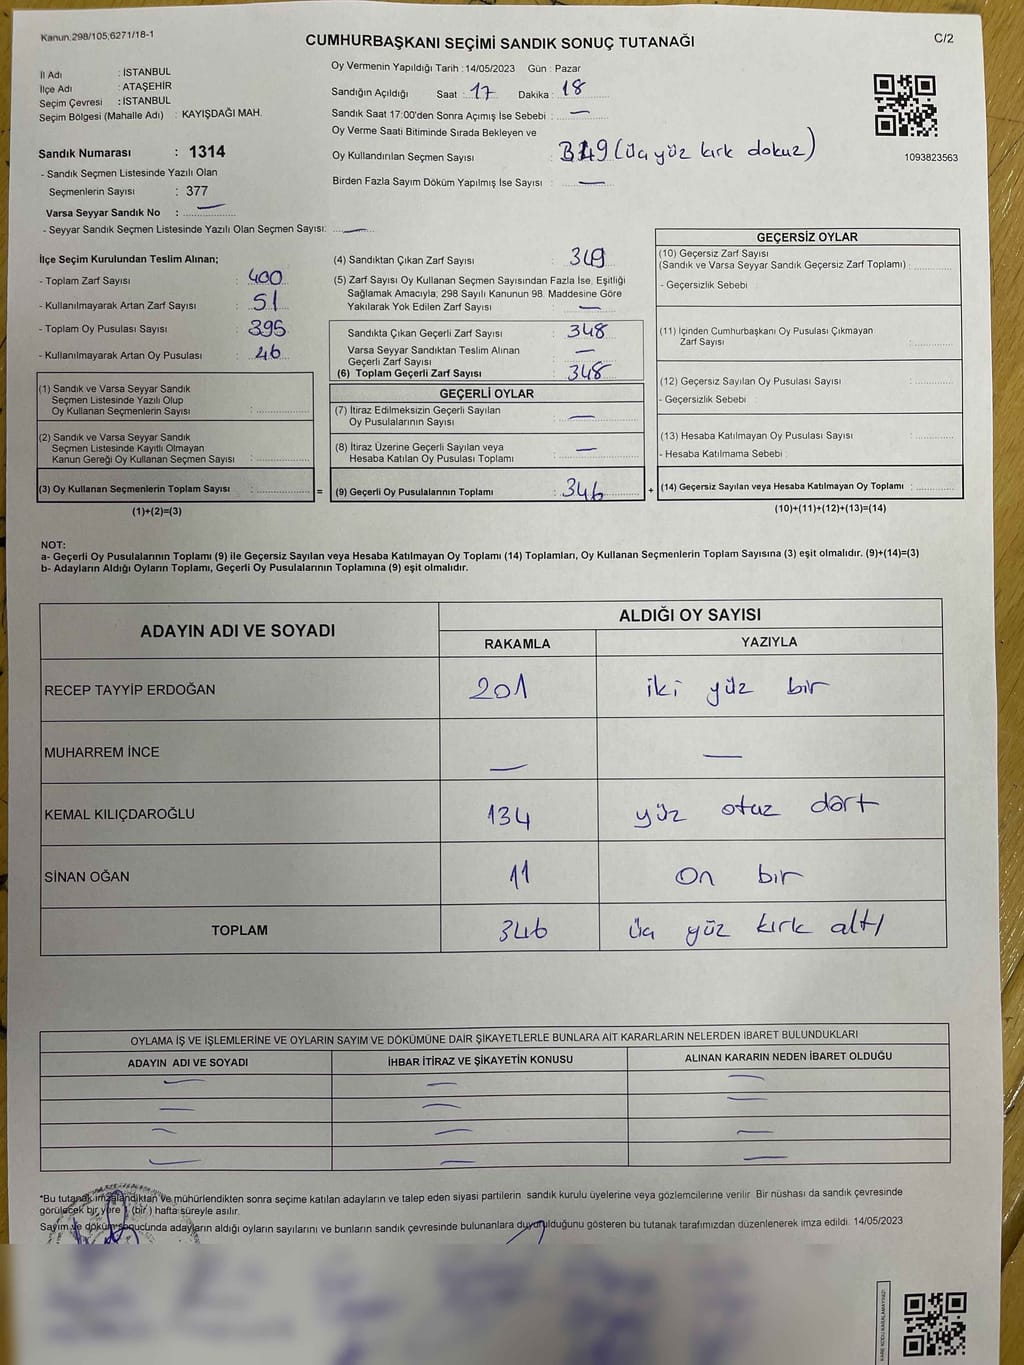 Kanun;298/105;6271/18-1
CUMHURBAŞKANI SEÇİMİ SANDIK SONUÇ TUTANAĞI
C/2
İl Adı : İSTANBUL
İlçe Adı : ATAŞEHİR
Seçim Çevresi : İSTANBUL
Seçim Bölgesi (Mahalle Adı) : KAYIŞDAĞI MAH.
Sandık Numarası : 1314
- Sandık Seçmen Listesinde Yazılı Olan
Seçmenlerin Sayısı : 377
Varsa Seyyar Sandık No : —
- Seyyar Sandık Seçmen Listesinde Yazılı Olan Seçmen Sayısı: —
Oy Vermenin Yapıldığı Tarih :14/05/2023 Gün : Pazar
Sandığın Açıldığı Saat : 17 Dakika : 18
Sandık Saat 17:00'den Sonra Açımış İse Sebebi : —
Oy Verme Saati Bitiminde Sırada Bekleyen ve
Oy Kullandırılan Seçmen Sayısı : 349 (üç yüz kırk dokuz)
Birden Fazla Sayım Döküm Yapılmış İse Sayısı : —
1093823563
İlçe Seçim Kurulundan Teslim Alınan;
- Toplam Zarf Sayısı : 400
- Kullanılmayarak Artan Zarf Sayısı : 51
- Toplam Oy Pusulası Sayısı : 395
- Kullanılmayarak Artan Oy Pusulası : 46
(1) Sandık ve Varsa Seyyar Sandık
Seçmen Listesinde Yazılı Olup
Oy Kullanan Seçmenlerin Sayısı :
(2) Sandık ve Varsa Seyyar Sandık
Seçmen Listesinde Kayıtlı Olmayan
Kanun Gereği Oy Kullanan Seçmen Sayısı :
(3) Oy Kullanan Seçmenlerin Toplam Sayısı :
(1)+(2)=(3)
(4) Sandıktan Çıkan Zarf Sayısı : 349
(5) Zarf Sayısı Oy Kullanan Seçmen Sayısından Fazla İse, Eşitliği
Sağlamak Amacıyla; 298 Sayılı Kanunun 98. Maddesine Göre
Yakılarak Yok Edilen Zarf Sayısı : —
Sandıkta Çıkan Geçerli Zarf Sayısı : 348
Varsa Seyyar Sandıktan Teslim Alınan
Geçerli Zarf Sayısı : —
(6) Toplam Geçerli Zarf Sayısı : 348
GEÇERLİ OYLAR
(7) İtiraz Edilmeksizin Geçerli Sayılan
Oy Pusulalarının Sayısı : —
(8) İtiraz Üzerine Geçerli Sayılan veya
Hesaba Katılan Oy Pusulası Toplamı : —
= (9) Geçerli Oy Pusulalarının Toplamı : 346 +
GEÇERSİZ OYLAR
(10) Geçersiz Zarf Sayısı
(Sandık ve Varsa Seyyar Sandık Geçersiz Zarf Toplamı) :
- Geçersizlik Sebebi :
(11) İçinden Cumhurbaşkanı Oy Pusulası Çıkmayan
Zarf Sayısı :
(12) Geçersiz Sayılan Oy Pusulası Sayısı :
- Geçersizlik Sebebi :
(13) Hesaba Katılmayan Oy Pusulası Sayısı :
- Hesaba Katılmama Sebebi :
(14) Geçersiz Sayılan veya Hesaba Katılmayan Oy Toplamı :
(10)+(11)+(12)+(13)=(14)
NOT:
a- Geçerli Oy Pusulalarının Toplamı (9) ile Geçersiz Sayılan veya Hesaba Katılmayan Oy Toplamı (14) Toplamları, Oy Kullanan Seçmenlerin Toplam Sayısına (3) eşit olmalıdır. (9)+(14)=(3)
b- Adayların Aldığı Oyların Toplamı, Geçerli Oy Pusulalarının Toplamına (9) eşit olmalıdır.
ADAYIN ADI VE SOYADI
ALDIĞI OY SAYISI
RAKAMLA YAZIYLA
RECEP TAYYİP ERDOĞAN 201 iki yüz bir
MUHARREM İNCE — —
KEMAL KILIÇDAROĞLU 134 yüz otuz dört
SİNAN OĞAN 11 on bir
TOPLAM 346 üç yüz kırk altı
OYLAMA İŞ VE İŞLEMLERİNE VE OYLARIN SAYIM VE DÖKÜMÜNE DAİR ŞİKAYETLERLE BUNLARA AİT KARARLARIN NELERDEN İBARET BULUNDUKLARI
ADAYIN ADI VE SOYADI İHBAR İTİRAZ VE ŞİKAYETİN KONUSU ALINAN KARARIN NEDEN İBARET OLDUĞU
— — —
— — —
— — —
— — —
*Bu tutanak imzalandıktan ve mühürlendikten sonra seçime katılan adayların ve talep eden siyasi partilerin sandık kurulu üyelerine veya gözlemcilerine verilir. Bir nüshası da sandık çevresinde
görülecek bir yere 1 (bir) hafta süreyle asılır.
Sayım ve döküm sonucunda adayların aldığı oyların sayılarını ve bunların sandık çevresinde bulunanlara duyurulduğunu gösteren bu tutanak tarafımızdan düzenlenerek imza edildi. 14/05/2023